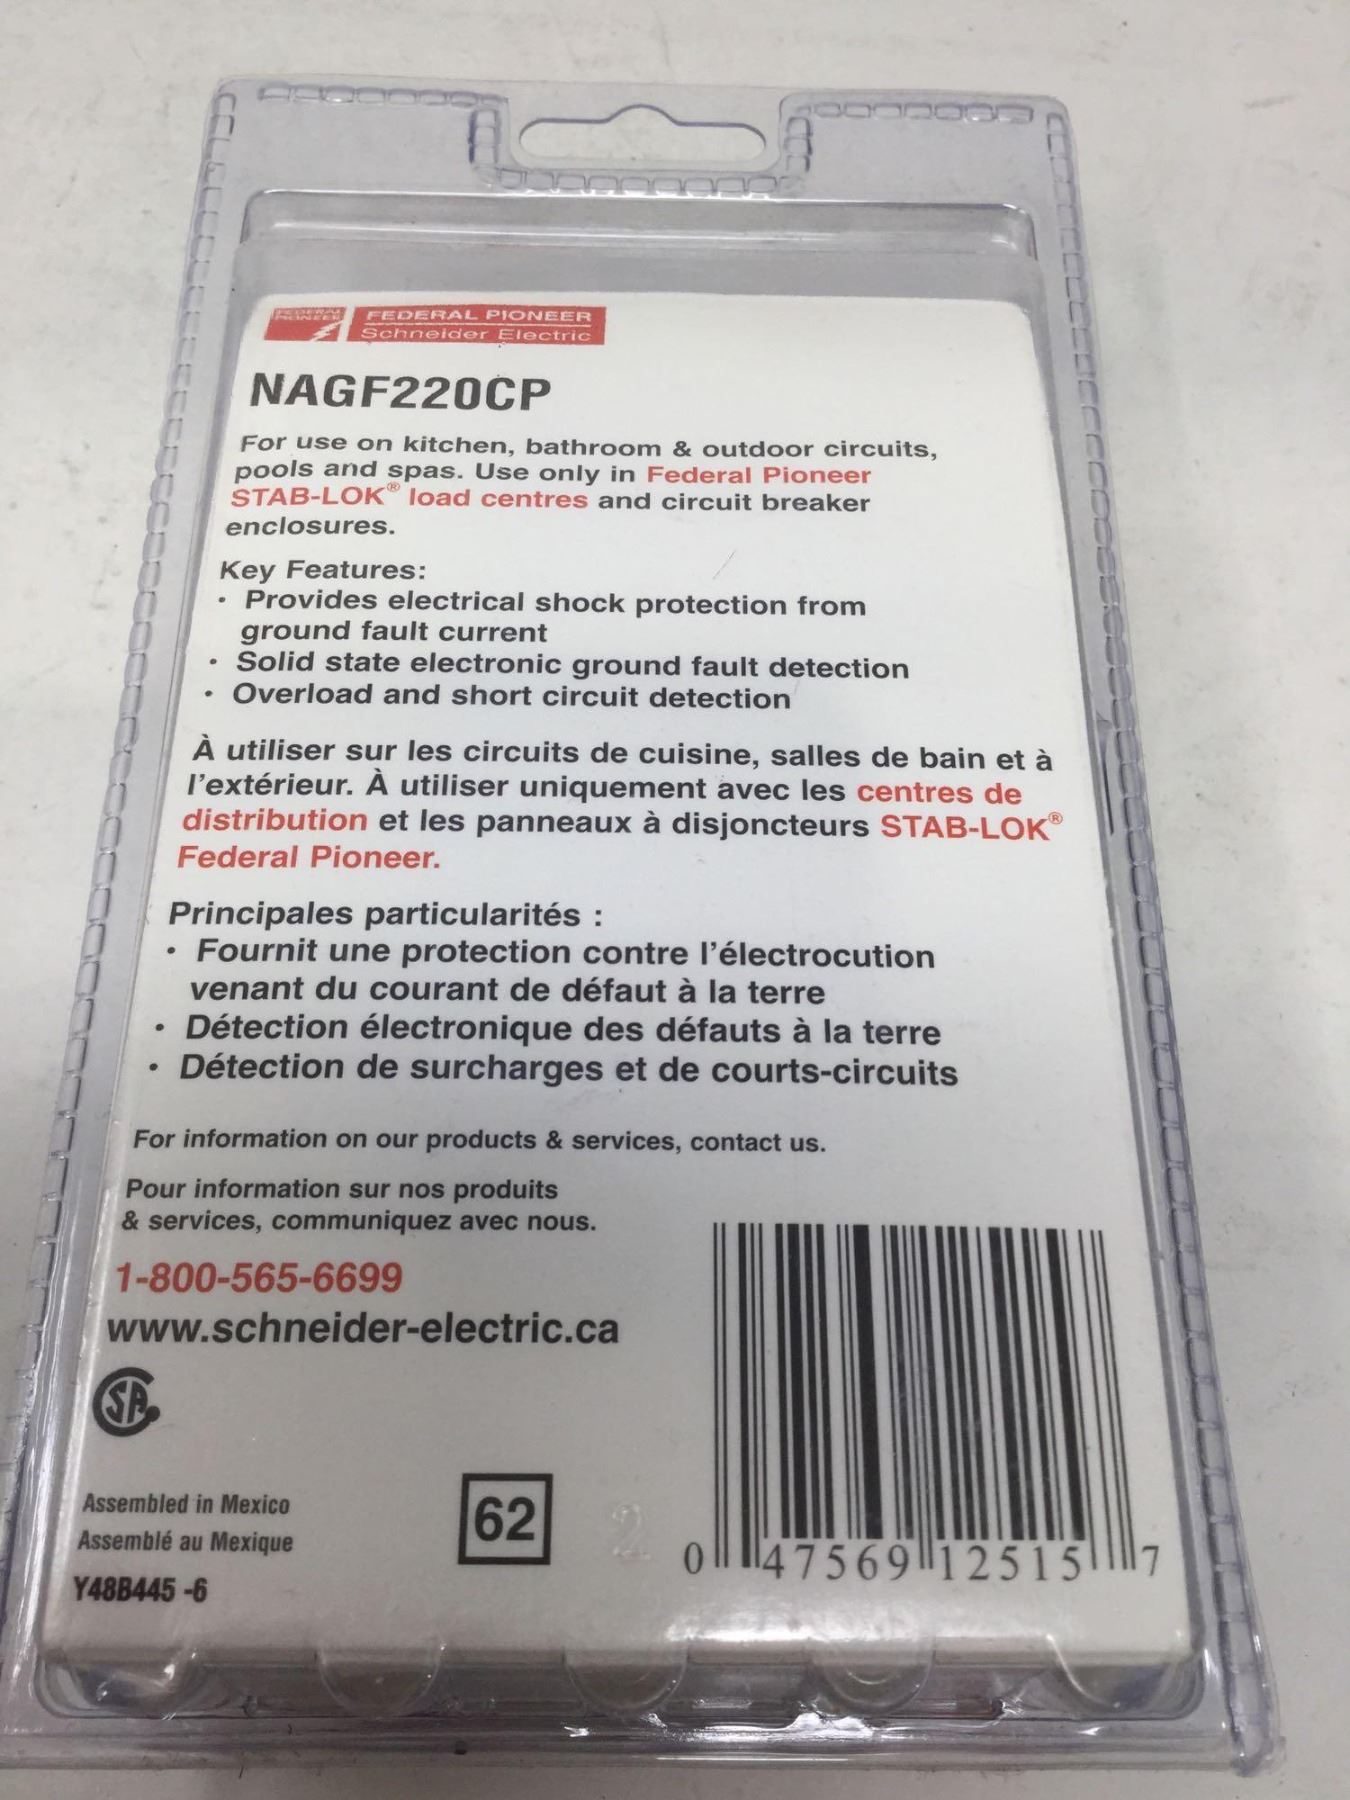 FEDERAL
PIONEER
FEDERAL PIONEER
Schneider Electric
NAGF220CP
For use on kitchen, bathroom & outdoor circuits,
pools and spas. Use only in Federal Pioneer
STAB-LOK® load centres and circuit breaker
enclosures.
Key Features:
• Provides electrical shock protection from
ground fault current
• Solid state electronic ground fault detection
• Overload and short circuit detection
À utiliser sur les circuits de cuisine, salles de bain et à
l'extérieur. À utiliser uniquement avec les centres de
distribution et les panneaux à disjoncteurs STAB-LOK®
Federal Pioneer.
Principales particularités :
• Fournit une protection contre l'électrocution
venant du courant de défaut à la terre
• Détection électronique des défauts à la terre
• Détection de surcharges et de courts-circuits
For information on our products & services, contact us.
Pour information sur nos produits
& services, communiquez avec nous.
1-800-565-6699
www.schneider-electric.ca
SA
Assembled in Mexico
Assemblé au Mexique
Y48B445 -6
62
2
0 47569 12515 7